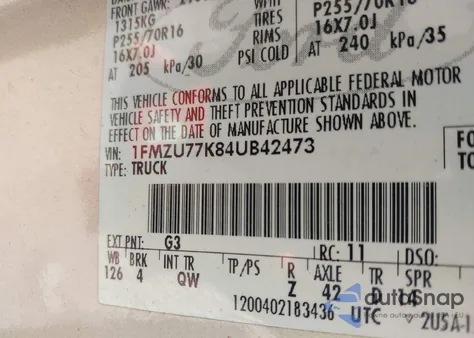 FRONT GAWR:
1315KG
P255/70R16
16X7.0J
AT 205 kPa/30
WITH
TIRES
RIMS
PSI COLD
P255/70R16
16X7.0J
AT 240 kPa/35
Ford
THIS VEHICLE CONFORMS TO ALL APPLICABLE FEDERAL MOTOR
VEHICLE SAFETY AND THEFT PREVENTION STANDARDS IN
EFFECT ON THE DATE OF MANUFACTURE SHOWN ABOVE.
VIN: 1FMZU77K84UB42473
TYPE: TRUCK
EXT PNT: G3 RC: 11 DSO:
WB BRK INT TR TP/PS R AXLE TR SPR
126 4 QW Z 42 D L4
1200402183436 UTC
autoSnap